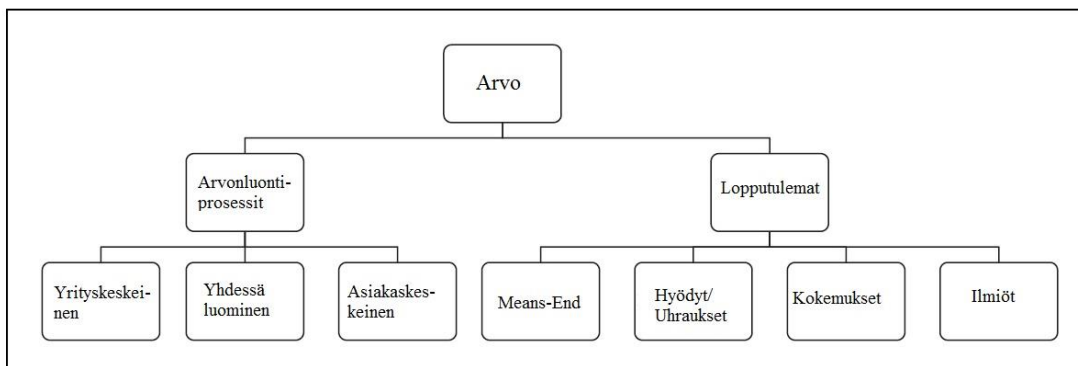 Arvo
Arvonluonti-
prosessit
Lopputulemat
Yrityskeskei-
nen
Yhdessä
luominen
Asiakaskes-
keinen
Means-End
Hyödyt/
Uhraukset
Kokemukset
Ilmiöt